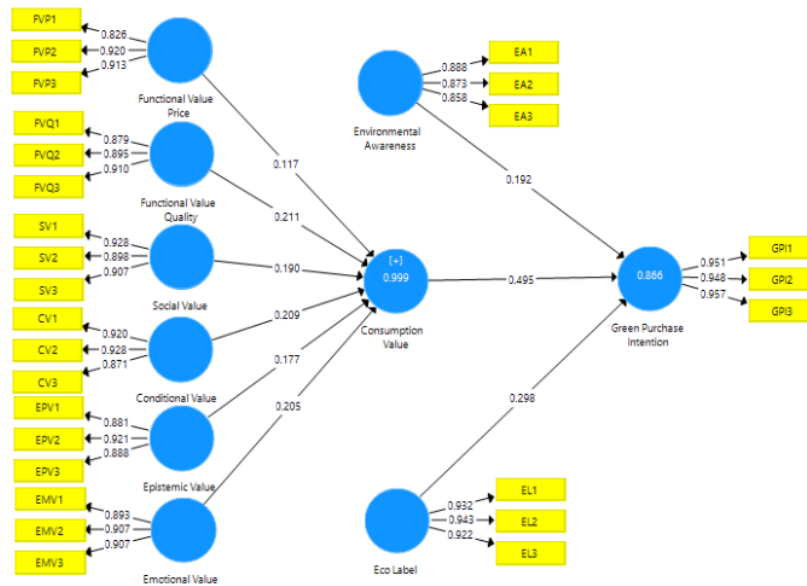 FVP1
0.826
FVP2
0.920
FVP3
0.913
Functional Value
Price
0.117
FVQ1
0.879
FVQ2
0.895
FVQ3
0.910
Functional Value
Quality
0.211
SV1
0.928
SV2
0.898
SV3
0.907
Social Value
0.190
CV1
0.920
CV2
0.928
CV3
0.871
Conditional Value
0.209
EPV1
0.881
EPV2
0.921
EPV3
0.888
Epistemic Value
0.177
EMV1
0.893
EMV2
0.907
EMV3
0.907
Emotional Value
0.205
[+]
0.999
Consumption
Value
0.495
EA1
0.888
EA2
0.873
EA3
0.858
Environmental
Awareness
0.192
0.866
Green Purchase
Intention
GPI1
0.951
GPI2
0.948
GPI3
0.957
0.298
EL1
0.932
EL2
0.943
EL3
0.922
Eco Label